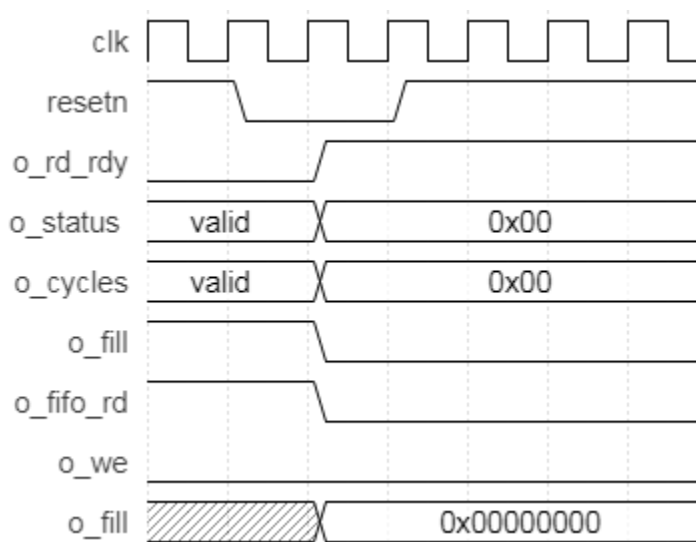 clk
resetn
o_rd_rdy
o_status valid 0x00
o_cycles valid 0x00
o_fill
o_fifo_rd
o_we
o_fill 0x00000000